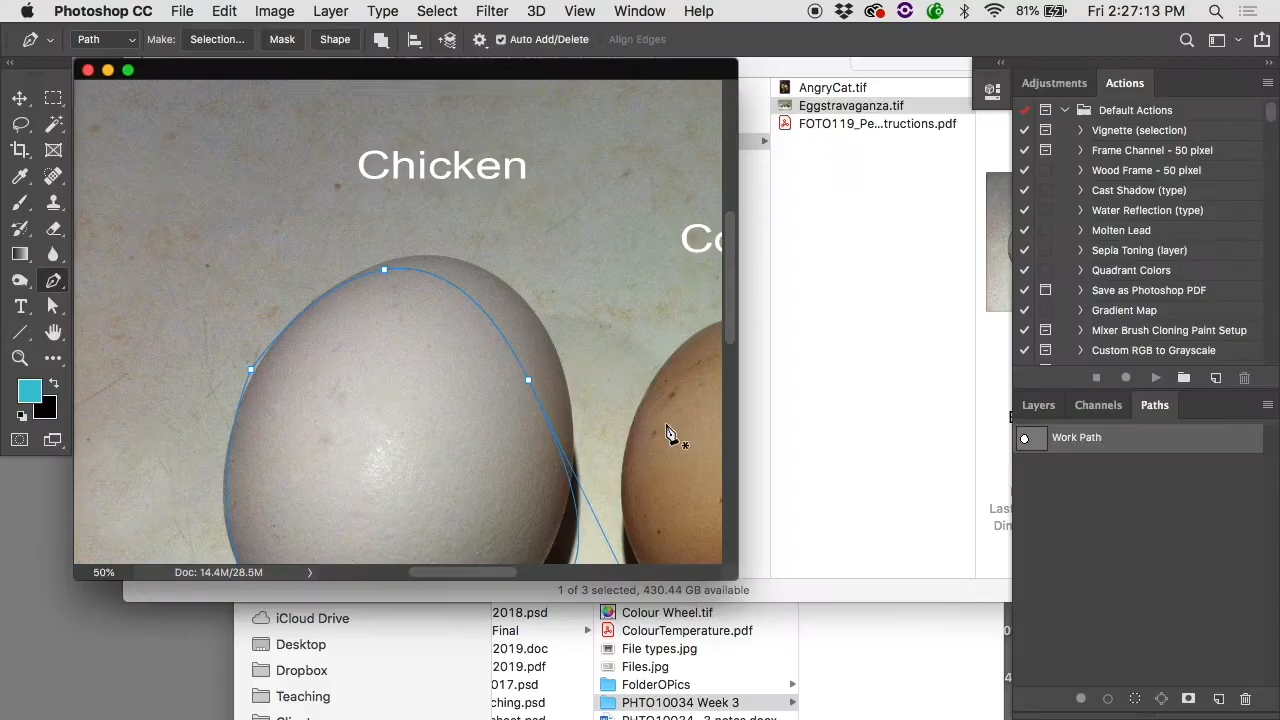 Photoshop CC File Edit Image Layer Type Select Filter 3D View Window Help 81% Fri 2:27:13 PM
Path Make: Selection... Mask Shape Auto Add/Delete Align Edges
Chicken
Co
50% Doc: 14.4M/28.5M
AngryCat.tif
Eggstravaganza.tif
FOTO119_Pe...tructions.pdf
Las
Din
1 of 3 selected, 430.44 GB available
iCloud Drive
Desktop
Dropbox
Teaching
2018.psd
Final
2019.doc
2019.pdf
017.psd
ching.psd
Colour Wheel.tif
ColourTemperature.pdf
File types.jpg
Files.jpg
FolderOPics
PHTO10034 Week 3
Adjustments Actions
Default Actions
Vignette (selection)
Frame Channel - 50 pixel
Wood Frame - 50 pixel
Cast Shadow (type)
Water Reflection (type)
Molten Lead
Sepia Toning (layer)
Quadrant Colors
Save as Photoshop PDF
Gradient Map
Mixer Brush Cloning Paint Setup
Custom RGB to Grayscale
Layers Channels Paths
Work Path